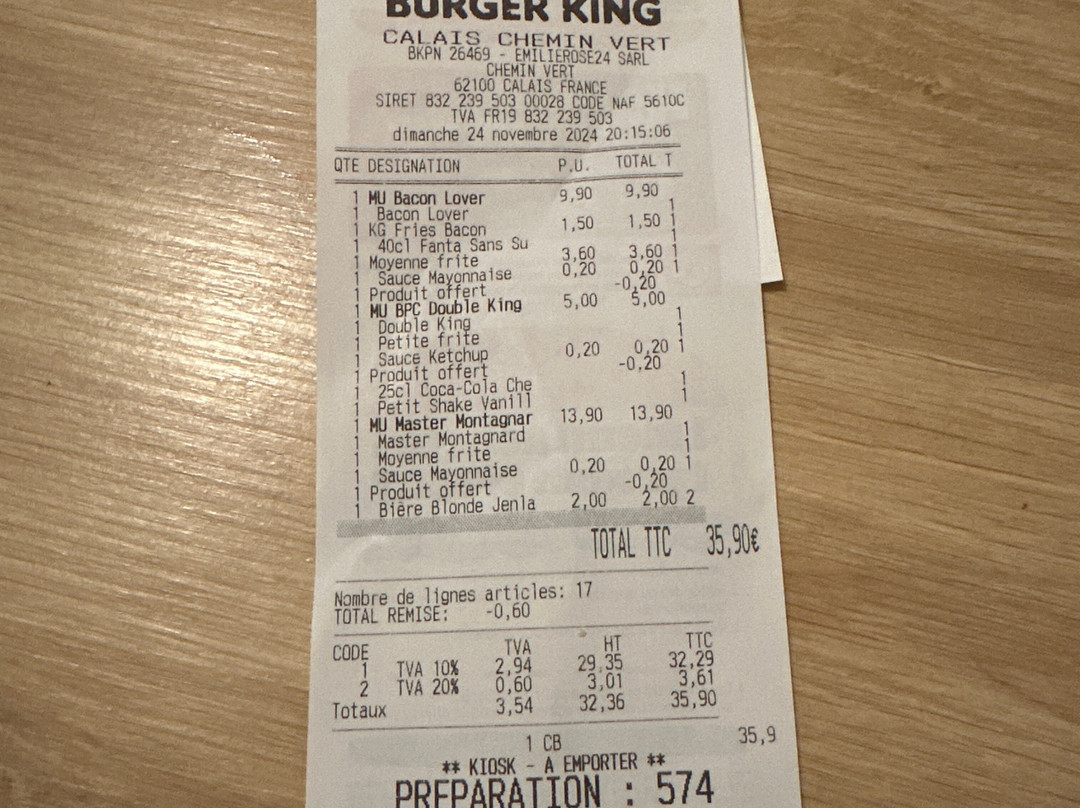 BURGER KING
CALAIS CHEMIN VERT
BKPN 26469 - EMILIEROSE24 SARL
CHEMIN VERT
62100 CALAIS FRANCE
SIRET 832 239 503 00028 CODE NAF 5610C
TVA FR19 832 239 503
dimanche 24 novembre 2024 20:15:06
QTE DESIGNATION P.U. TOTAL T
1 MU Bacon Lover 9,90 9,90
1 Bacon Lover 1
1 KG Fries Bacon 1,50 1,50 1
1 40cl Fanta Sans Su 1
1 Moyenne frite 3,60 3,60 1
1 Sauce Mayonnaise 0,20 0,20 1
1 Produit offert -0,20
1 MU BPC Double King 5,00 5,00
1 Double King 1
1 Petite frite 1
1 Sauce Ketchup 0,20 0,20 1
1 Produit offert -0,20
1 25cl Coca-Cola Che 1
1 Petit Shake Vanill 1
1 MU Master Montagnar 13,90 13,90
1 Master Montagnard 1
1 Moyenne frite 1
1 Sauce Mayonnaise 0,20 0,20 1
1 Produit offert -0,20
1 Bière Blonde Jenla 2,00 2,00 2
TOTAL TTC 35,90€
Nombre de lignes articles: 17
TOTAL REMISE: -0,60
CODE TVA HT TTC
1 TVA 10% 2,94 29,35 32,29
2 TVA 20% 0,60 3,01 3,61
Totaux 3,54 32,36 35,90
1 CB 35,9
** KIOSK - A EMPORTER **
PREPARATION : 574